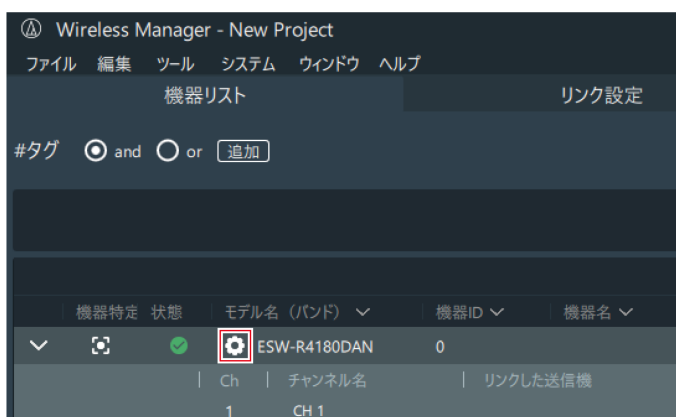 Wireless Manager - New Project
ファイル 編集 ツール システム ウィンドウ ヘルプ
機器リスト リンク設定
#タグ and or 追加
機器特定 状態 モデル名（バンド） 機器ID 機器名
ESW-R4180DAN 0
Ch チャンネル名 リンクした送信機
1 CH 1